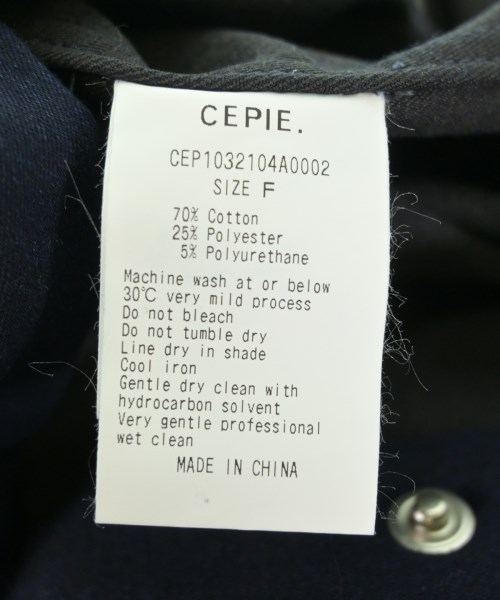 CEPIE.
CEP1032104A0002
SIZE F
70% Cotton
25% Polyester
5% Polyurethane
Machine wash at or below
30℃ very mild process
Do not bleach
Do not tumble dry
Line dry in shade
Cool iron
Gentle dry clean with
hydrocarbon solvent
Very gentle professional
wet clean
MADE IN CHINA